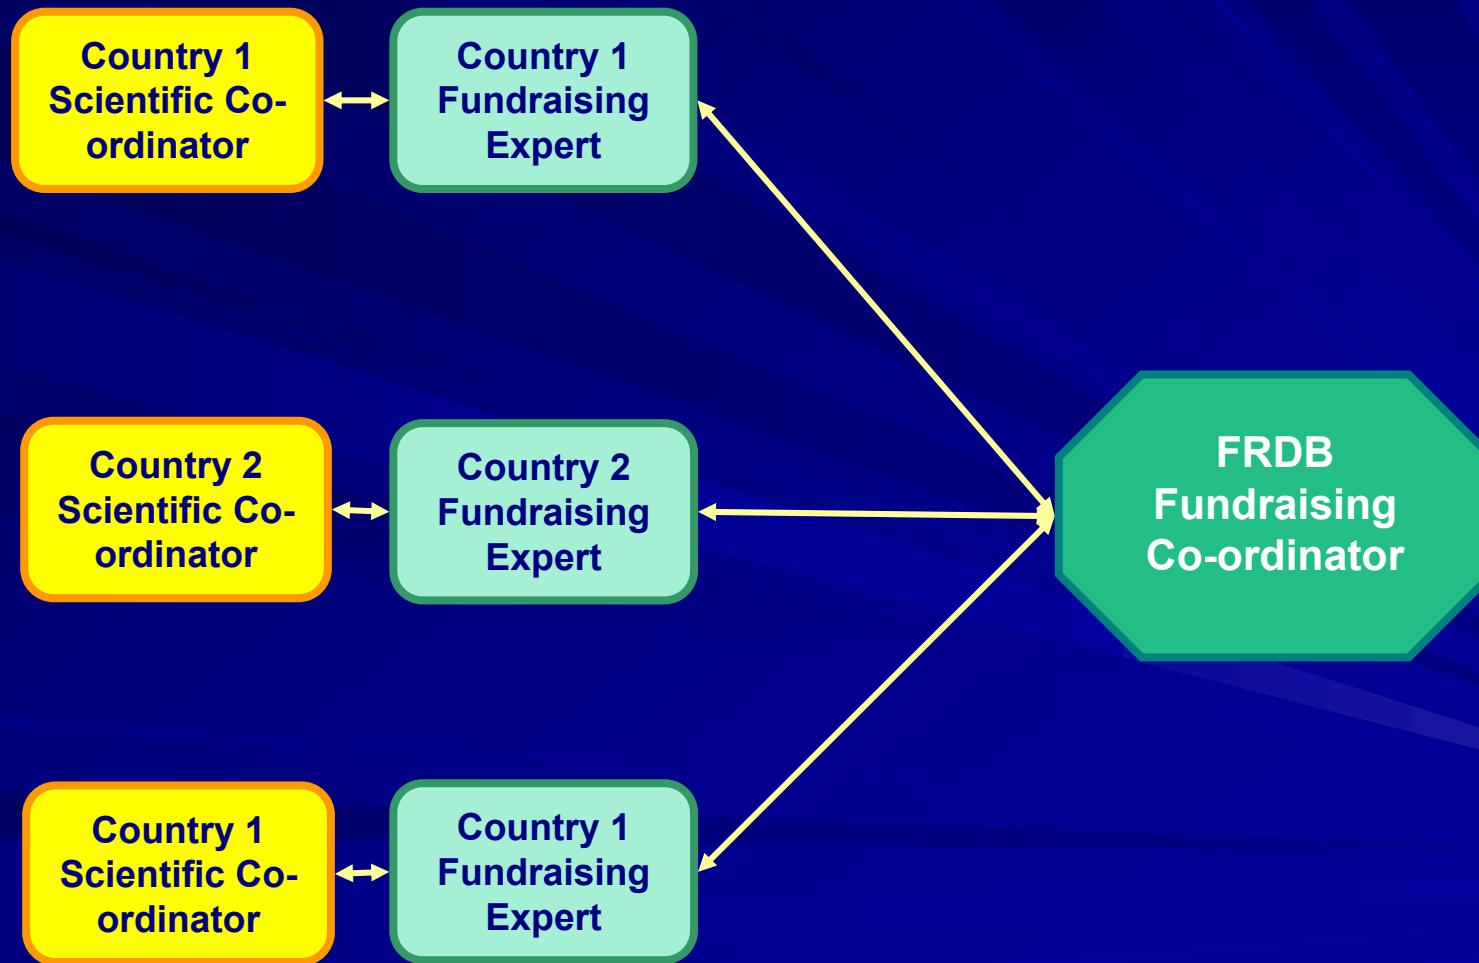 Country 1
Scientific Co-
ordinator
Country 1
Fundraising
Expert
Country 2
Scientific Co-
ordinator
Country 2
Fundraising
Expert
FRDB
Fundraising
Co-ordinator
Country 1
Scientific Co-
ordinator
Country 1
Fundraising
Expert